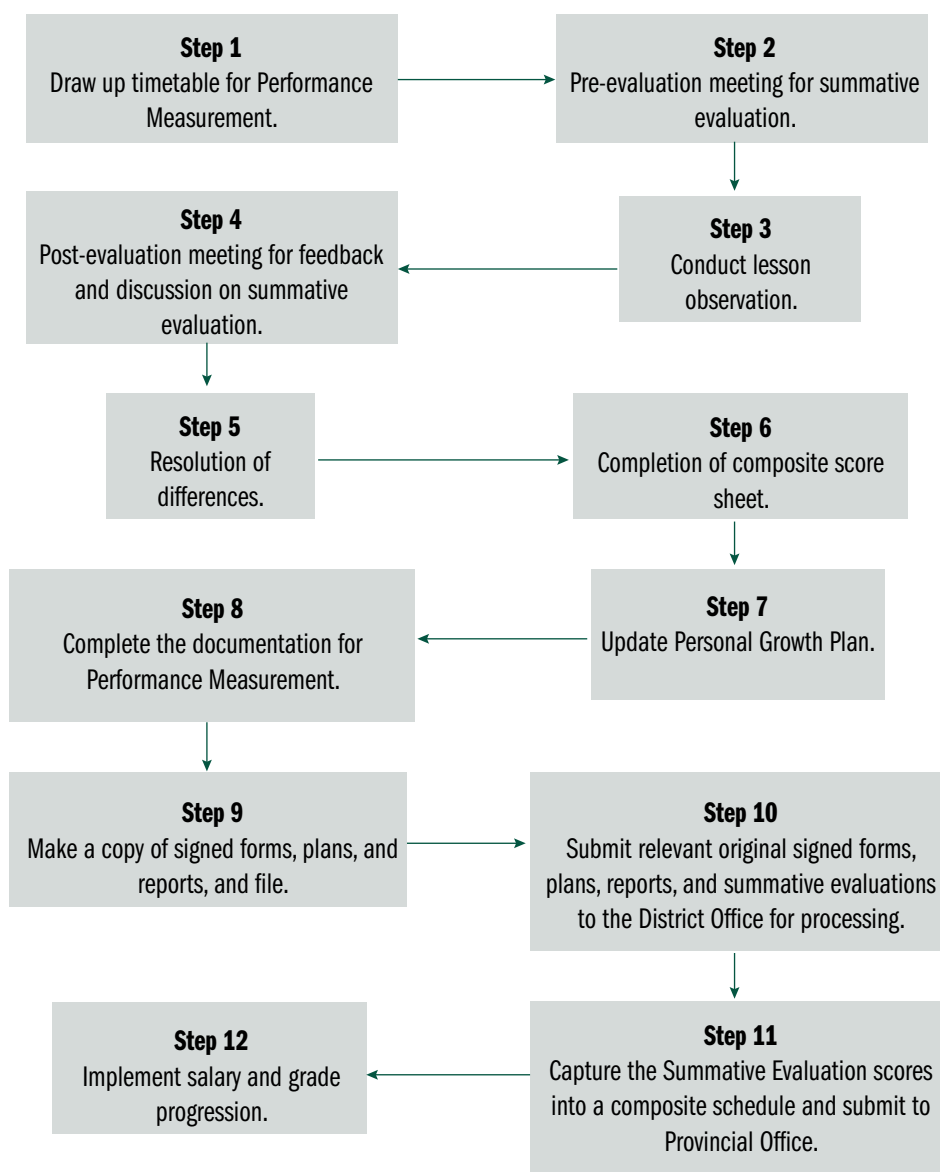 Step 1
Draw up timetable for Performance
Measurement.
Step 2
Pre-evaluation meeting for summative
evaluation.
Step 3
Conduct lesson
observation.
Step 4
Post-evaluation meeting for feedback
and discussion on summative
evaluation.
Step 5
Resolution of
differences.
Step 6
Completion of composite score
sheet.
Step 7
Update Personal Growth Plan.
Step 8
Complete the documentation for
Performance Measurement.
Step 9
Make a copy of signed forms, plans, and
reports, and file.
Step 10
Submit relevant original signed forms,
plans, reports, and summative evaluations
to the District Office for processing.
Step 11
Capture the Summative Evaluation scores
into a composite schedule and submit to
Provincial Office.
Step 12
Implement salary and grade
progression.